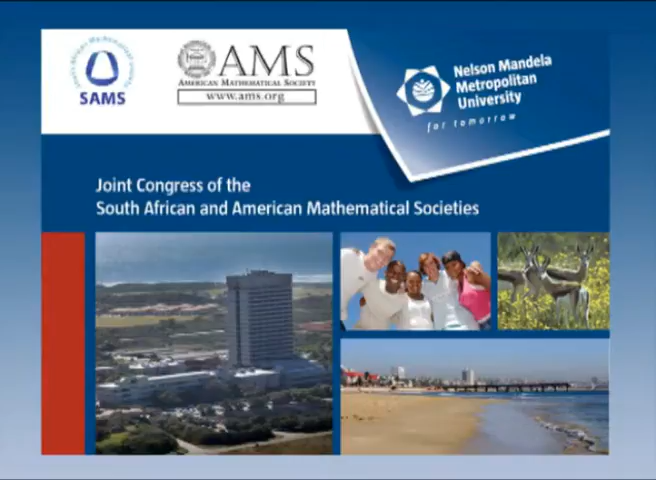 SAMS
AMS
AMERICAN MATHEMATICAL SOCIETY
www.ams.org
Nelson Mandela
Metropolitan
University
for tomorrow
Joint Congress of the
South African and American Mathematical Societies